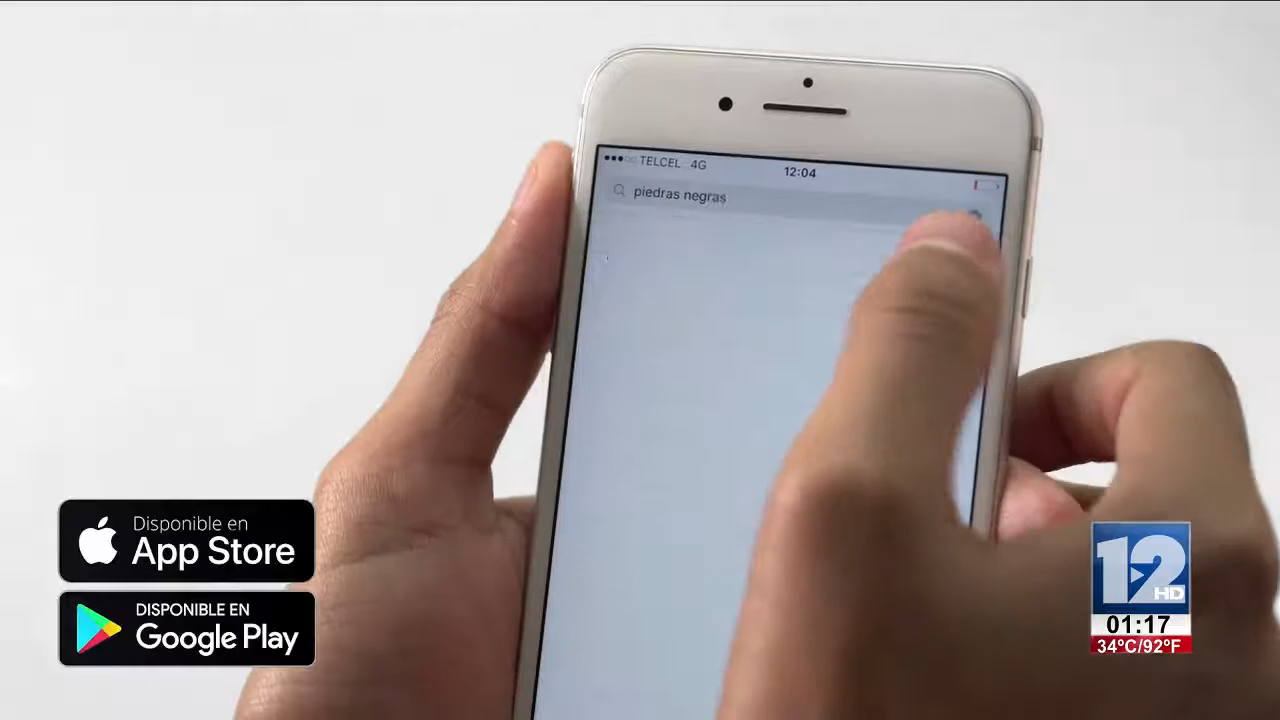 TELCEL 4G
12:04
piedras negras
Disponible en
App Store
DISPONIBLE EN
Google Play
12
HD
01:17
34°C/92°F